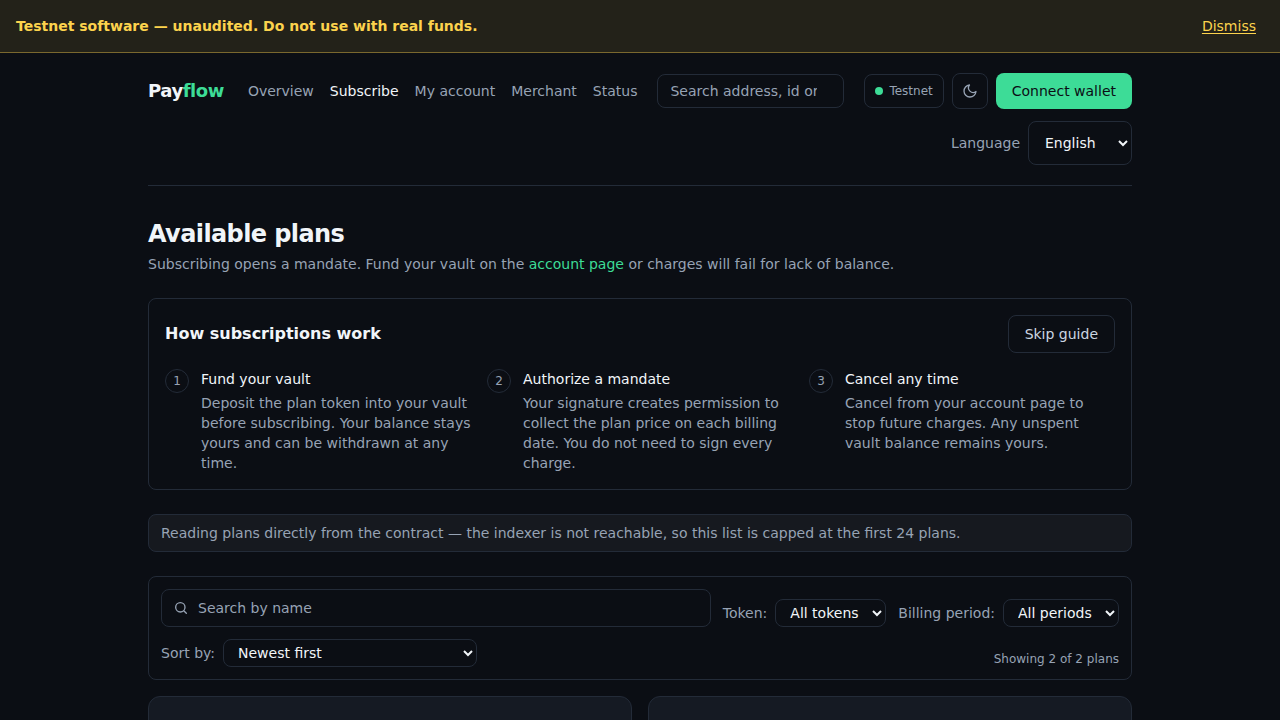 Testnet software — unaudited. Do not use with real funds.
Dismiss
Payflow
Overview
Subscribe
My account
Merchant
Status
Search address, id or
Testnet
Connect wallet
Language
English
Available plans
Subscribing opens a mandate. Fund your vault on the account page or charges will fail for lack of balance.
How subscriptions work
Skip guide
1
Fund your vault
Deposit the plan token into your vault
before subscribing. Your balance stays
yours and can be withdrawn at any
time.
2
Authorize a mandate
Your signature creates permission to
collect the plan price on each billing
date. You do not need to sign every
charge.
3
Cancel any time
Cancel from your account page to
stop future charges. Any unspent
vault balance remains yours.
Reading plans directly from the contract — the indexer is not reachable, so this list is capped at the first 24 plans.
Search by name
Token:
All tokens
Billing period:
All periods
Sort by:
Newest first
Showing 2 of 2 plans